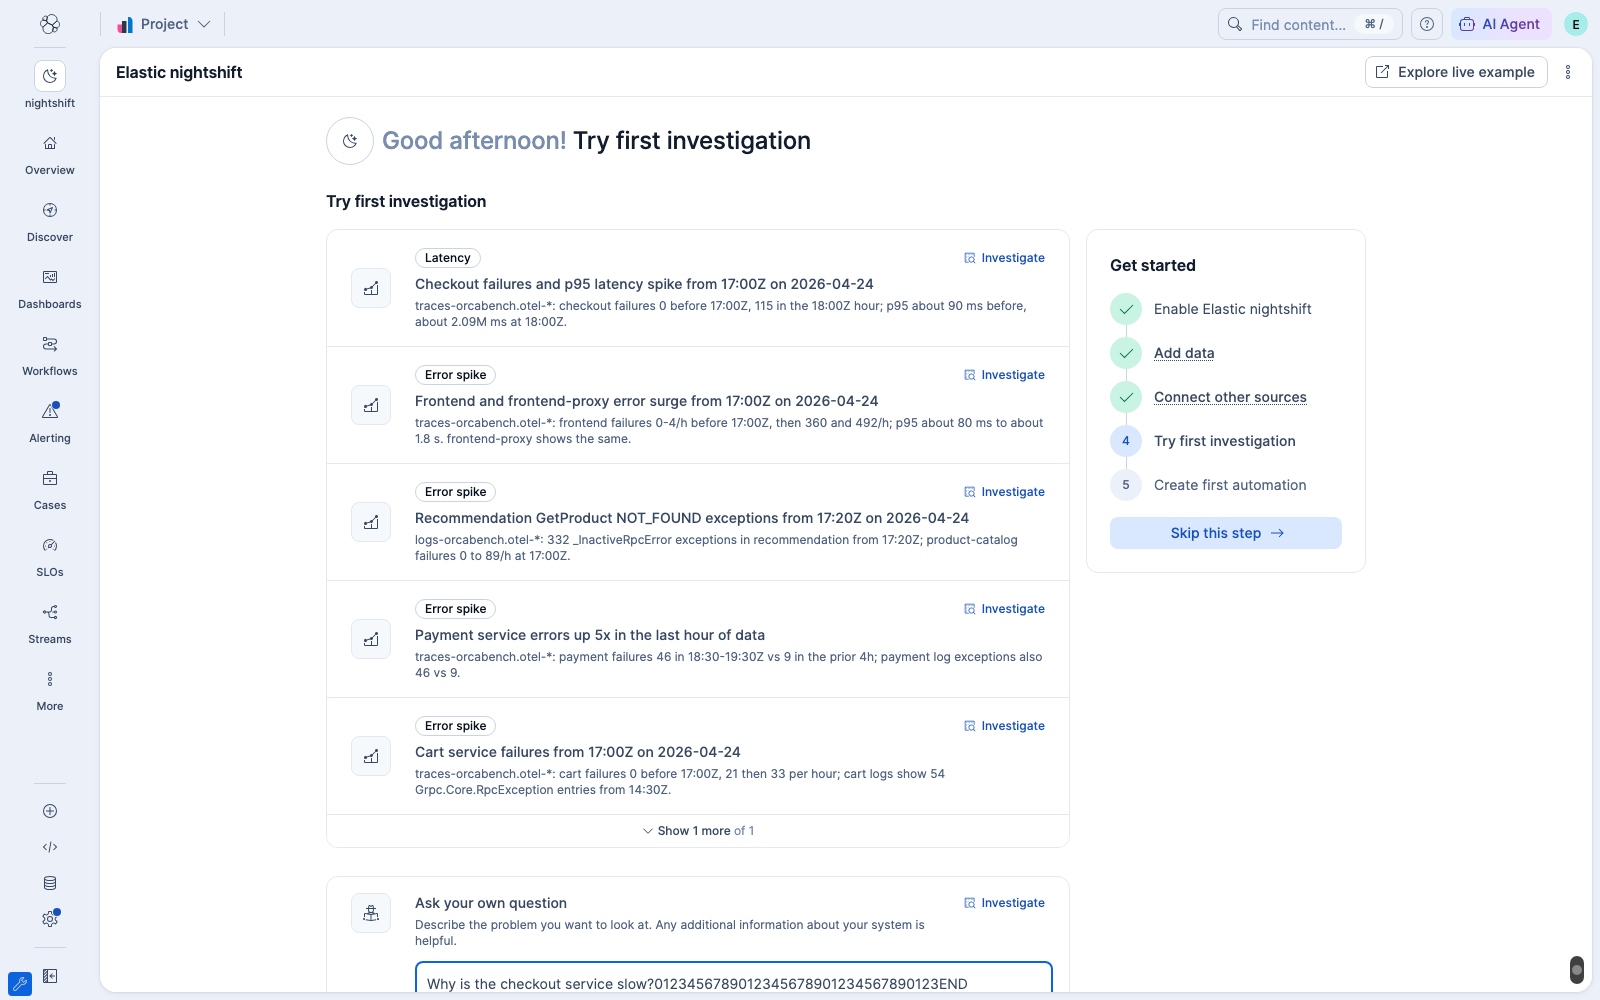 Project
Find content...
⌘ /
AI Agent
E
nightshift
Overview
Discover
Dashboards
Workflows
Alerting
Cases
SLOs
Streams
More
Elastic nightshift
Explore live example
Good afternoon! Try first investigation
Try first investigation
Latency
Investigate
Checkout failures and p95 latency spike from 17:00Z on 2026-04-24
traces-orcabench.otel-*: checkout failures 0 before 17:00Z, 115 in the 18:00Z hour; p95 about 90 ms before,
about 2.09M ms at 18:00Z.
Error spike
Investigate
Frontend and frontend-proxy error surge from 17:00Z on 2026-04-24
traces-orcabench.otel-*: frontend failures 0-4/h before 17:00Z, then 360 and 492/h; p95 about 80 ms to about
1.8 s. frontend-proxy shows the same.
Error spike
Investigate
Recommendation GetProduct NOT_FOUND exceptions from 17:20Z on 2026-04-24
logs-orcabench.otel-*: 332 _InactiveRpcError exceptions in recommendation from 17:20Z; product-catalog
failures 0 to 89/h at 17:00Z.
Error spike
Investigate
Payment service errors up 5x in the last hour of data
traces-orcabench.otel-*: payment failures 46 in 18:30-19:30Z vs 9 in the prior 4h; payment log exceptions also
46 vs 9.
Error spike
Investigate
Cart service failures from 17:00Z on 2026-04-24
traces-orcabench.otel-*: cart failures 0 before 17:00Z, 21 then 33 per hour; cart logs show 54
Grpc.Core.RpcException entries from 14:30Z.
Show 1 more of 1
Ask your own question
Investigate
Describe the problem you want to look at. Any additional information about your system is
helpful.
Why is the checkout service slow?0123456789012345678901234567890123END
Get started
Enable Elastic nightshift
Add data
Connect other sources
4
Try first investigation
5
Create first automation
Skip this step